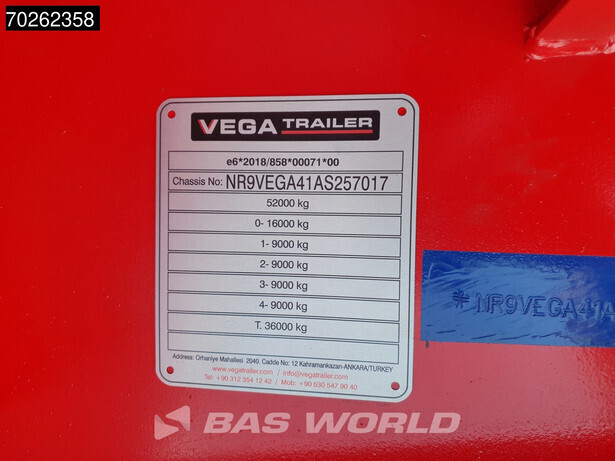 70262358
VEGA TRAILER
e6*2018/858*00071*00
Chassis No: NR9VEGA41AS257017
52000 kg
0- 16000 kg
1- 9000 kg
2- 9000 kg
3- 9000 kg
4- 9000 kg
T. 36000 kg
# NR9VEGA41A
Address: Orhaniye Mahallesi 2040. Cadde No: 12 Kahramankazan-ANKARA/TURKEY
www.vegatrailer.com / info@vegatrailer.com
Tel: +90 312 354 12 42 / Mob: +90 530 547 90 40
BAS WORLD